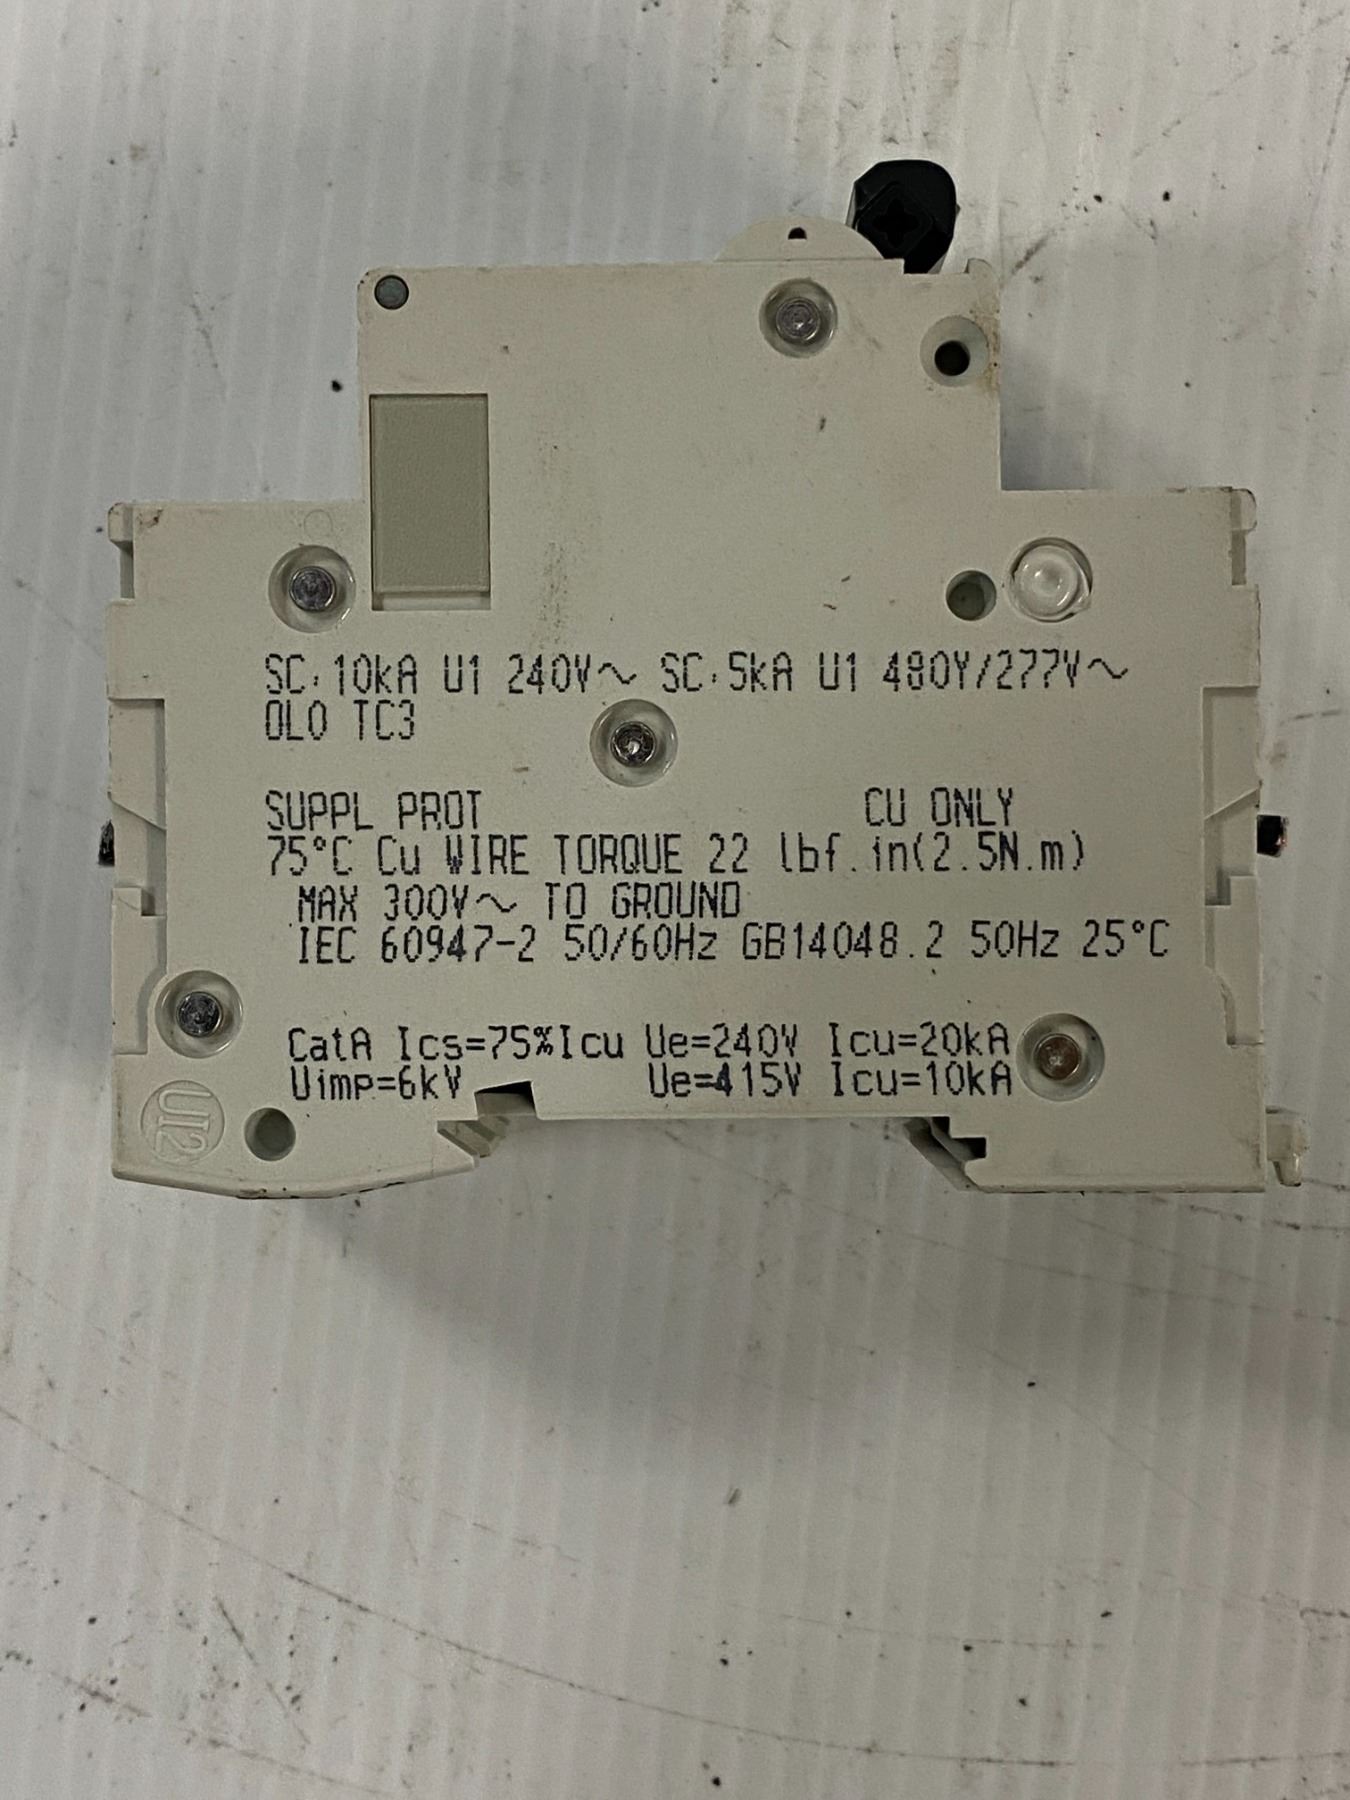 SC:10kA U1 240V~ SC:5kA U1 480Y/277V~
OL0 TC3
SUPPL PROT CU ONLY
75°C Cu WIRE TORQUE 22 lbf.in(2.5N.m)
MAX 300V~ TO GROUND
IEC 60947-2 50/60Hz GB14048.2 50Hz 25°C
CatA Ics=75%Icu Ue=240V Icu=20kA
Uimp=6kV Ue=415V Icu=10kA